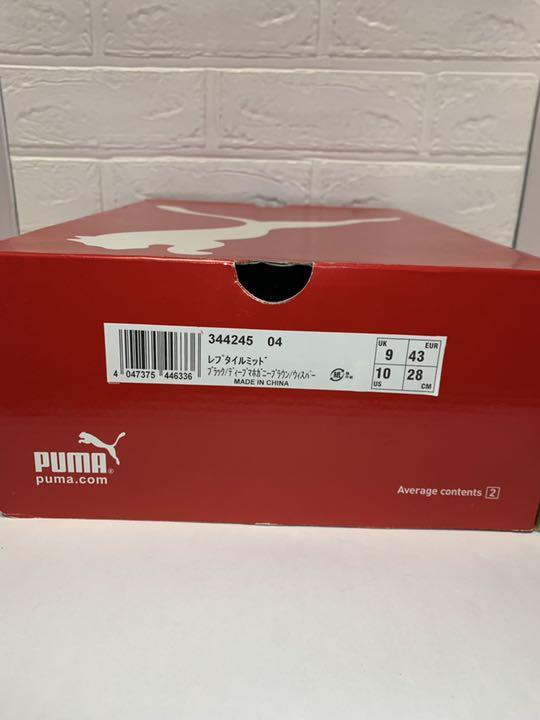 344245 04
レプタイルミッド
ブラック/ディープマホガニーブラウン/ウィスパー
MADE IN CHINA
4 047375 446336
UK 9 43 EUR
US 10 28 CM
PUMA®
puma.com
Average contents 2